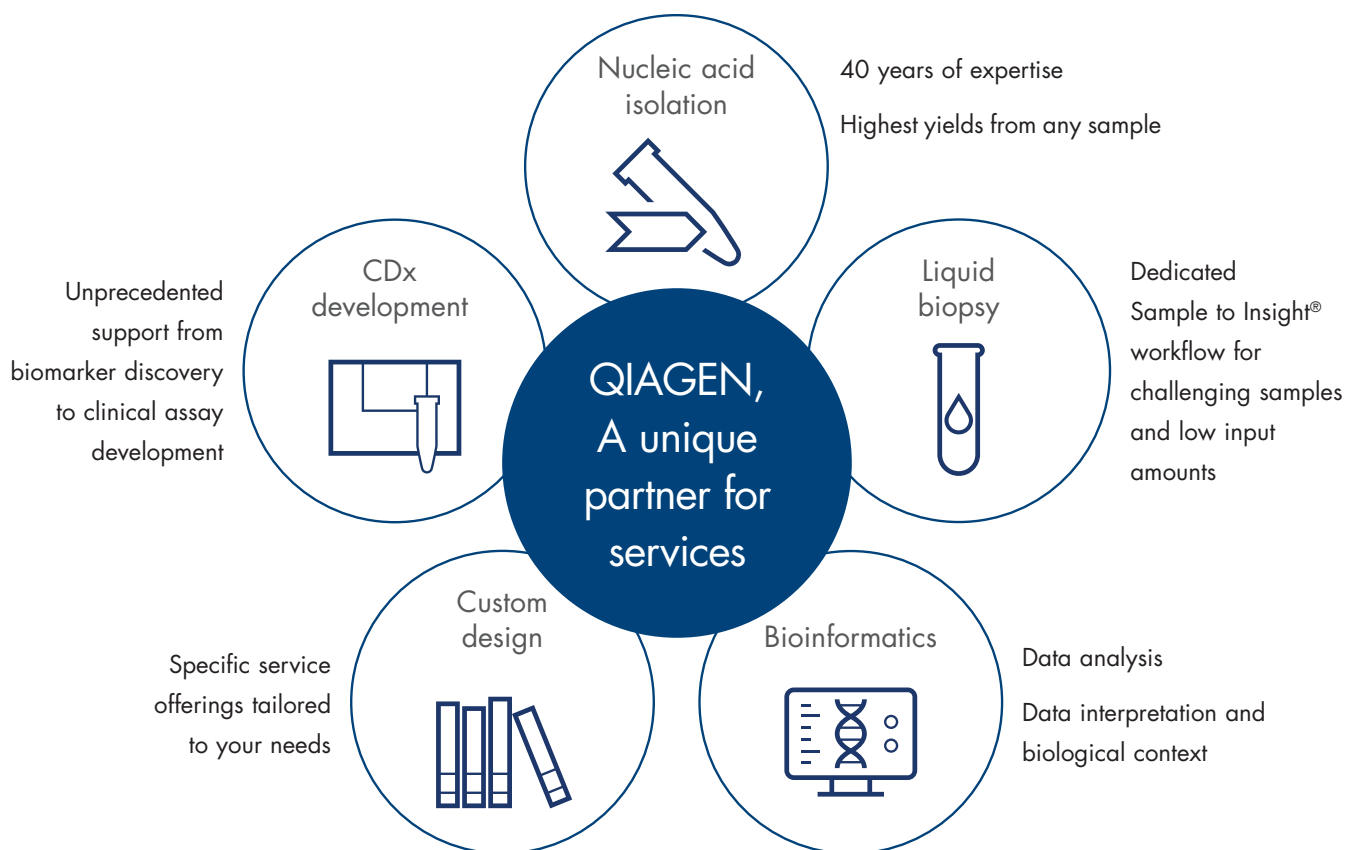 Nucleic acid
isolation
40 years of expertise
Highest yields from any sample
CDx
development
Unprecedented
support from
biomarker discovery
to clinical assay
development
Liquid
biopsy
Dedicated
Sample to Insight®
workflow for
challenging samples
and low input
amounts
QIAGEN,
A unique
partner for
services
Custom
design
Specific service
offerings tailored
to your needs
Bioinformatics
Data analysis
Data interpretation and
biological context